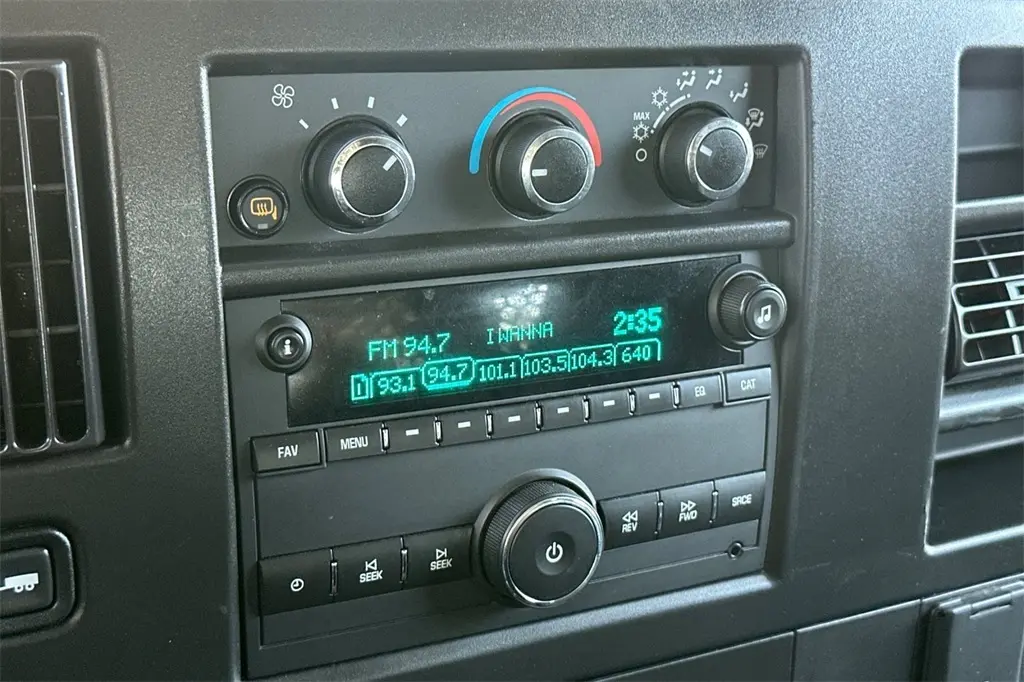 MAX
FM 94.7 I WANNA 2:35
1 93.1 94.7 101.1 103.5 104.3 640
FAV MENU EQ CAT
SEEK SEEK REV FWD SRCE